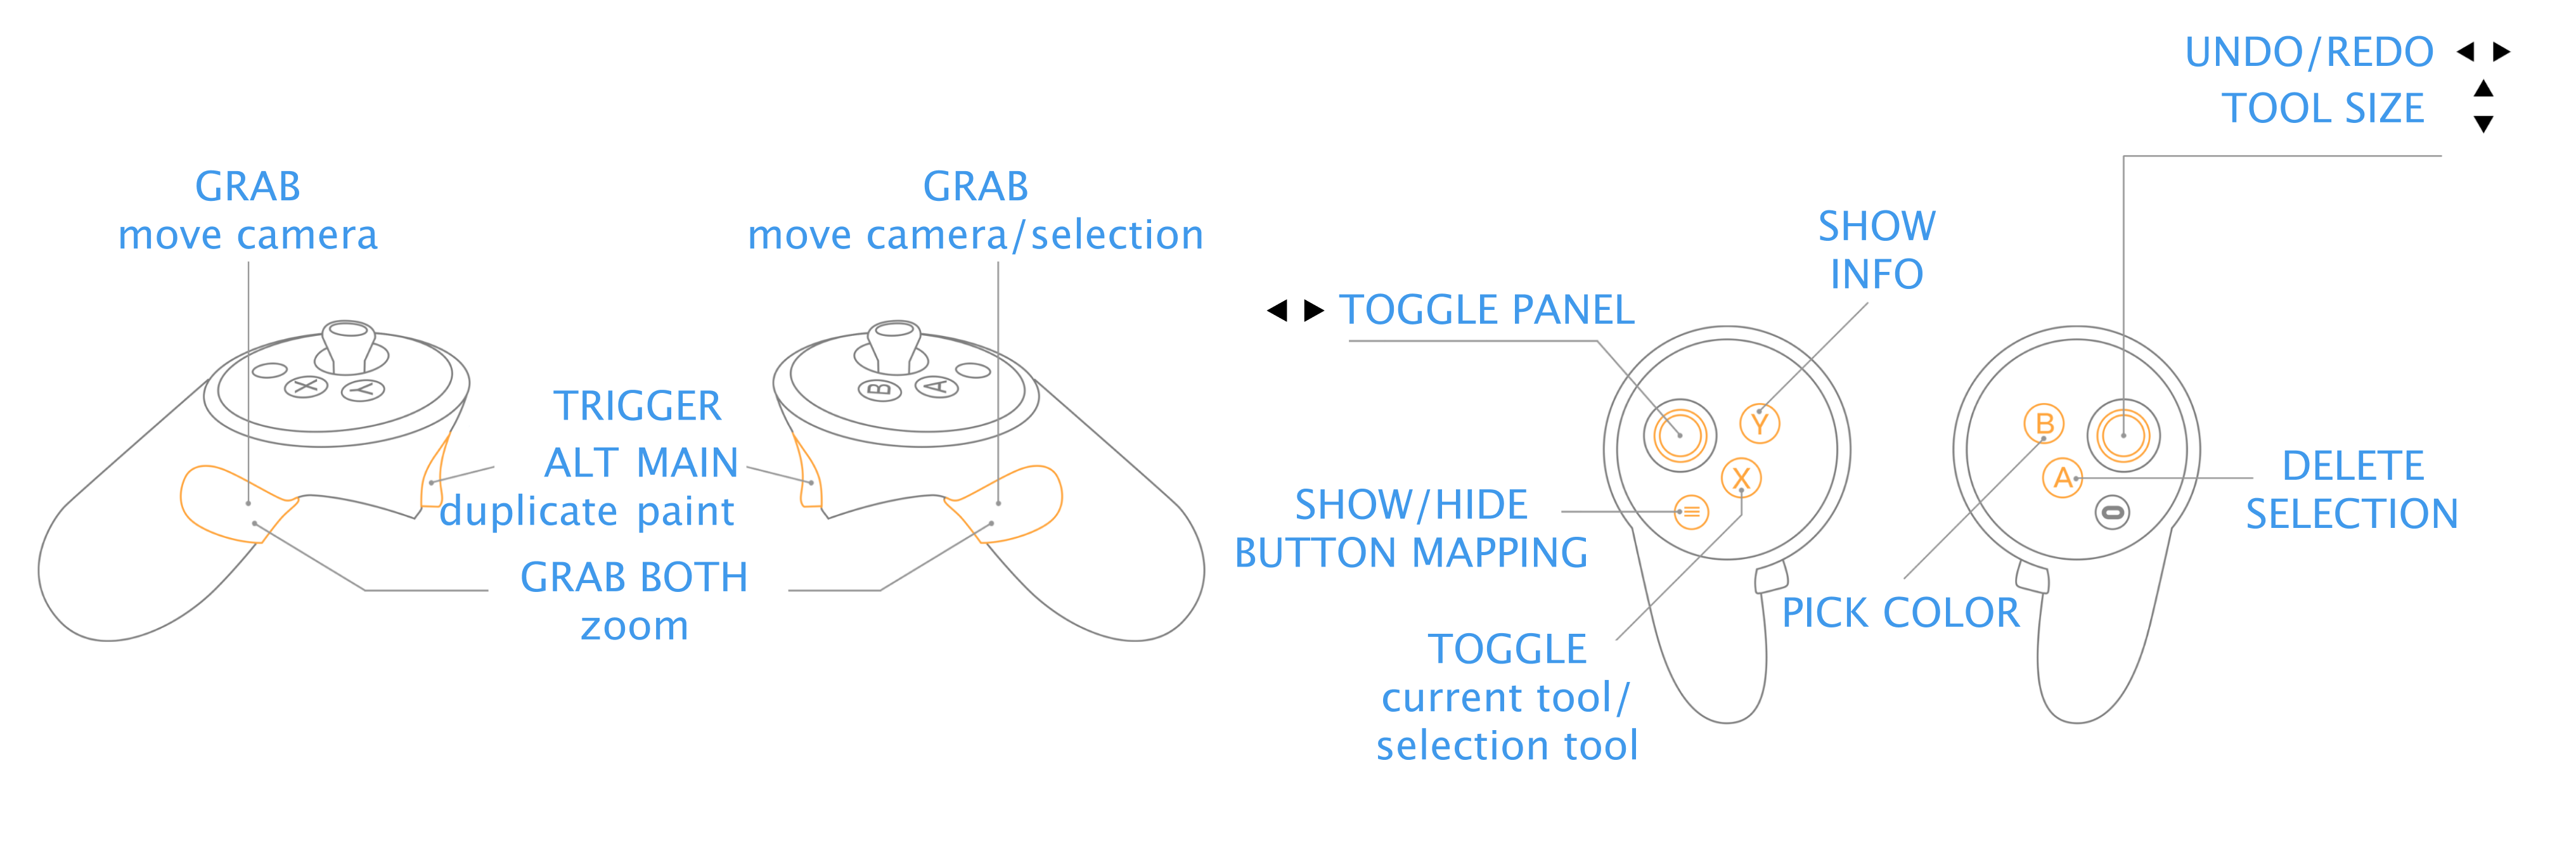 UNDO/REDO
TOOL SIZE
GRAB
move camera
GRAB
move camera/selection
TRIGGER
ALT MAIN
duplicate paint
GRAB BOTH
zoom
X
Y
B
A
TOGGLE PANEL
SHOW
INFO
SHOW/HIDE
BUTTON MAPPING
TOGGLE
current tool/
selection tool
Y
X
B
A
PICK COLOR
DELETE
SELECTION